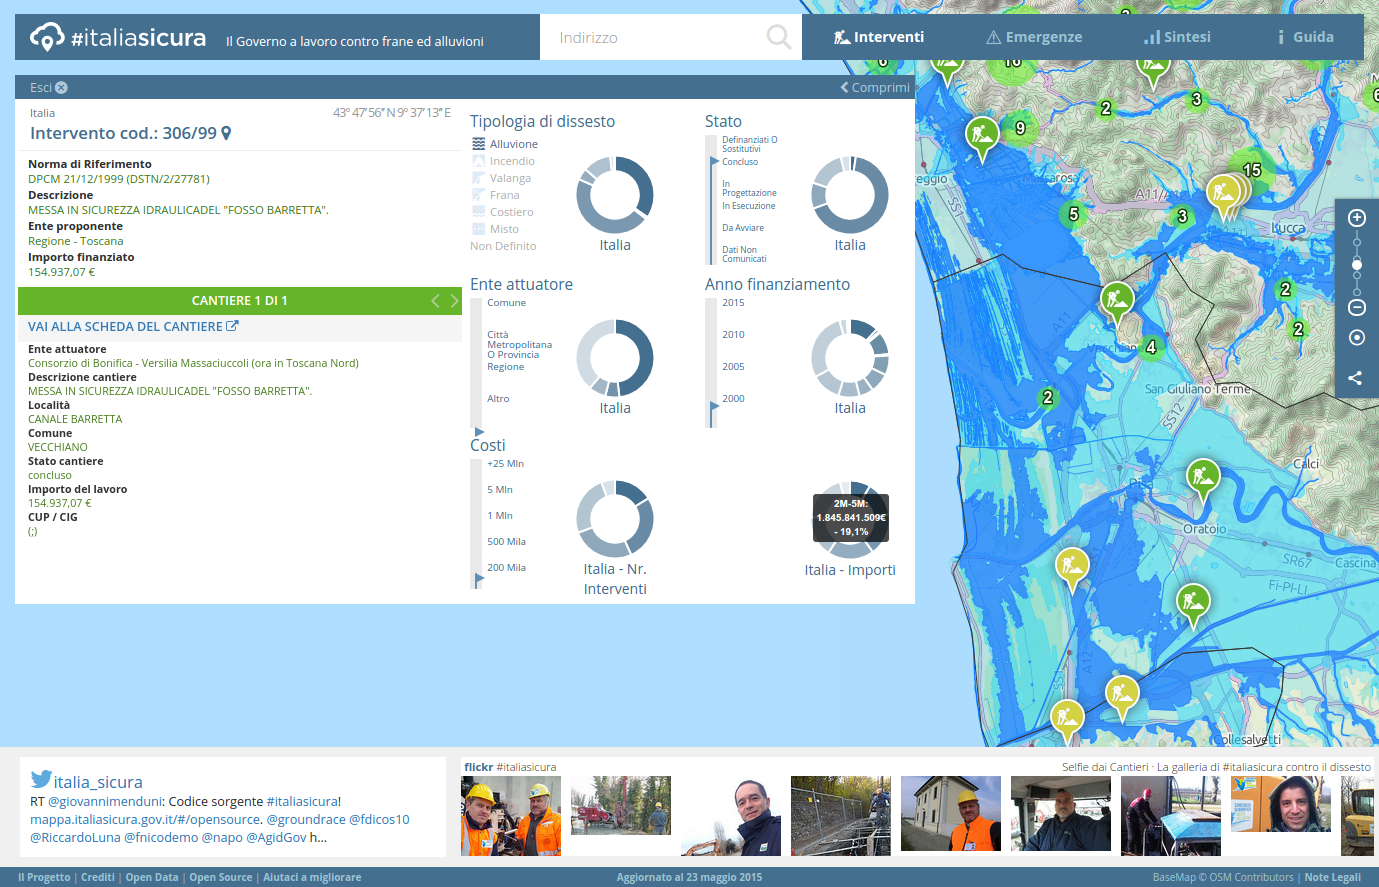 #italiasicura Il Governo a lavoro contro frane ed alluvioni
Indirizzo
Interventi Emergenze Sintesi Guida
Esci
Comprimi
Italia
43° 47'56" N 9° 37'13" E
Intervento cod.: 306/99
Norma di Riferimento
DPCM 21/12/1999 (DSTN/2/27781)
Descrizione
MESSA IN SICUREZZA IDRAULICADEL "FOSSO BARRETTA".
Ente proponente
Regione - Toscana
Importo finanziato
154.937,07 €
CANTIERE 1 DI 1
VAI ALLA SCHEDA DEL CANTIERE
Ente attuatore
Consorzio di Bonifica - Versilia Massaciuccoli (ora in Toscana Nord)
Descrizione cantiere
MESSA IN SICUREZZA IDRAULICADEL "FOSSO BARRETTA".
Località
CANALE BARRETTA
Comune
VECCHIANO
Stato cantiere
concluso
Importo del lavoro
154.937,07 €
CUP / CIG
(;)
Tipologia di dissesto
Alluvione
Incendio
Valanga
Frana
Costiero
Misto
Non Definito
Italia
Stato
Definanziati O
Sostitutivi
Concluso
In
Progettazione
In Esecuzione
Da Avviare
Dati Non
Comunicati
Italia
Ente attuatore
Comune
Città
Metropolitana
O Provincia
Regione
Altro
Italia
Anno finanziamento
2015
2010
2005
2000
Italia
Costi
+25 Mln
5 Mln
1 Mln
500 Mila
200 Mila
Italia - Nr.
Interventi
2M-5M:
1.845.841.509€
- 19,1%
Italia - Importi
2
3
9
15
5
3
2
2
4
2
A11/
Lucca
SS1
A11
San Giuliano Terme
SS12
Calci
Pisa
Oratoio
SR67
Cascina
Fi-PI-LI
A12
SS1
Collesalvetti
italia_sicura
RT @giovannimenduni: Codice sorgente #italiasicura!
mappa.italiasicura.gov.it/#/opensource. @groundrace @fdicos10
@RiccardoLuna @fnicodemo @napo @AgidGov h...
flickr #italiasicura
Selfie dai Cantieri · La galleria di #italiasicura contro il dissesto
Il Progetto | Crediti | Open Data | Open Source | Aiutaci a migliorare
Aggiornato al 23 maggio 2015
BaseMap © OSM Contributors | Note Legali